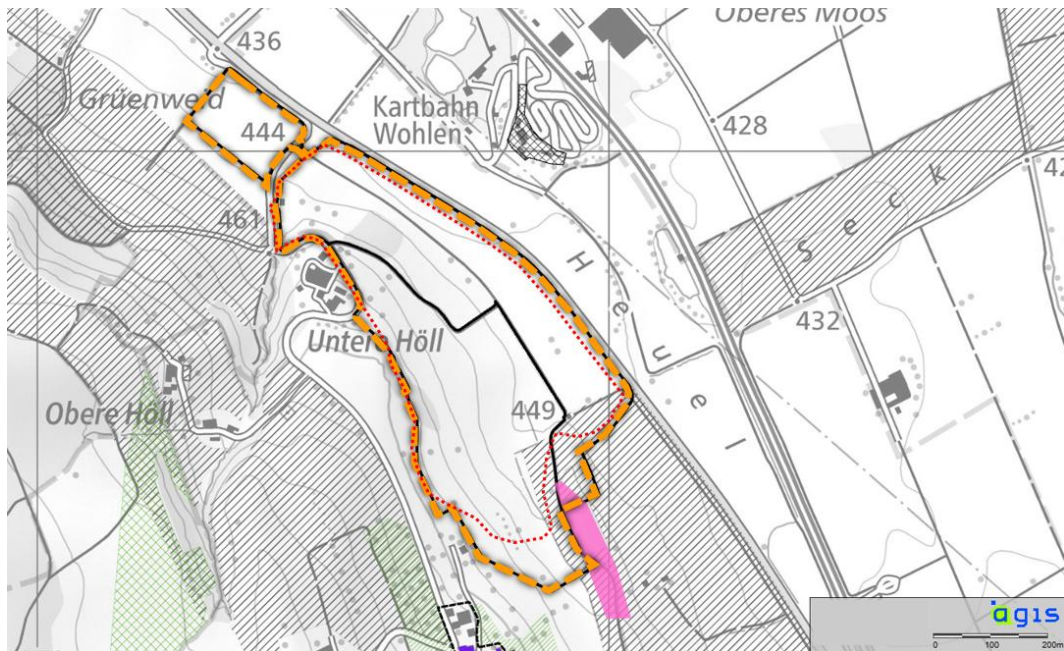 Oberes Moos
436
Grüenweid
Kartbahn
Wohlen
444
428
461
Seck
Heuel
432
Untere Höll
Obere Höll
449
agis
0 100 200m